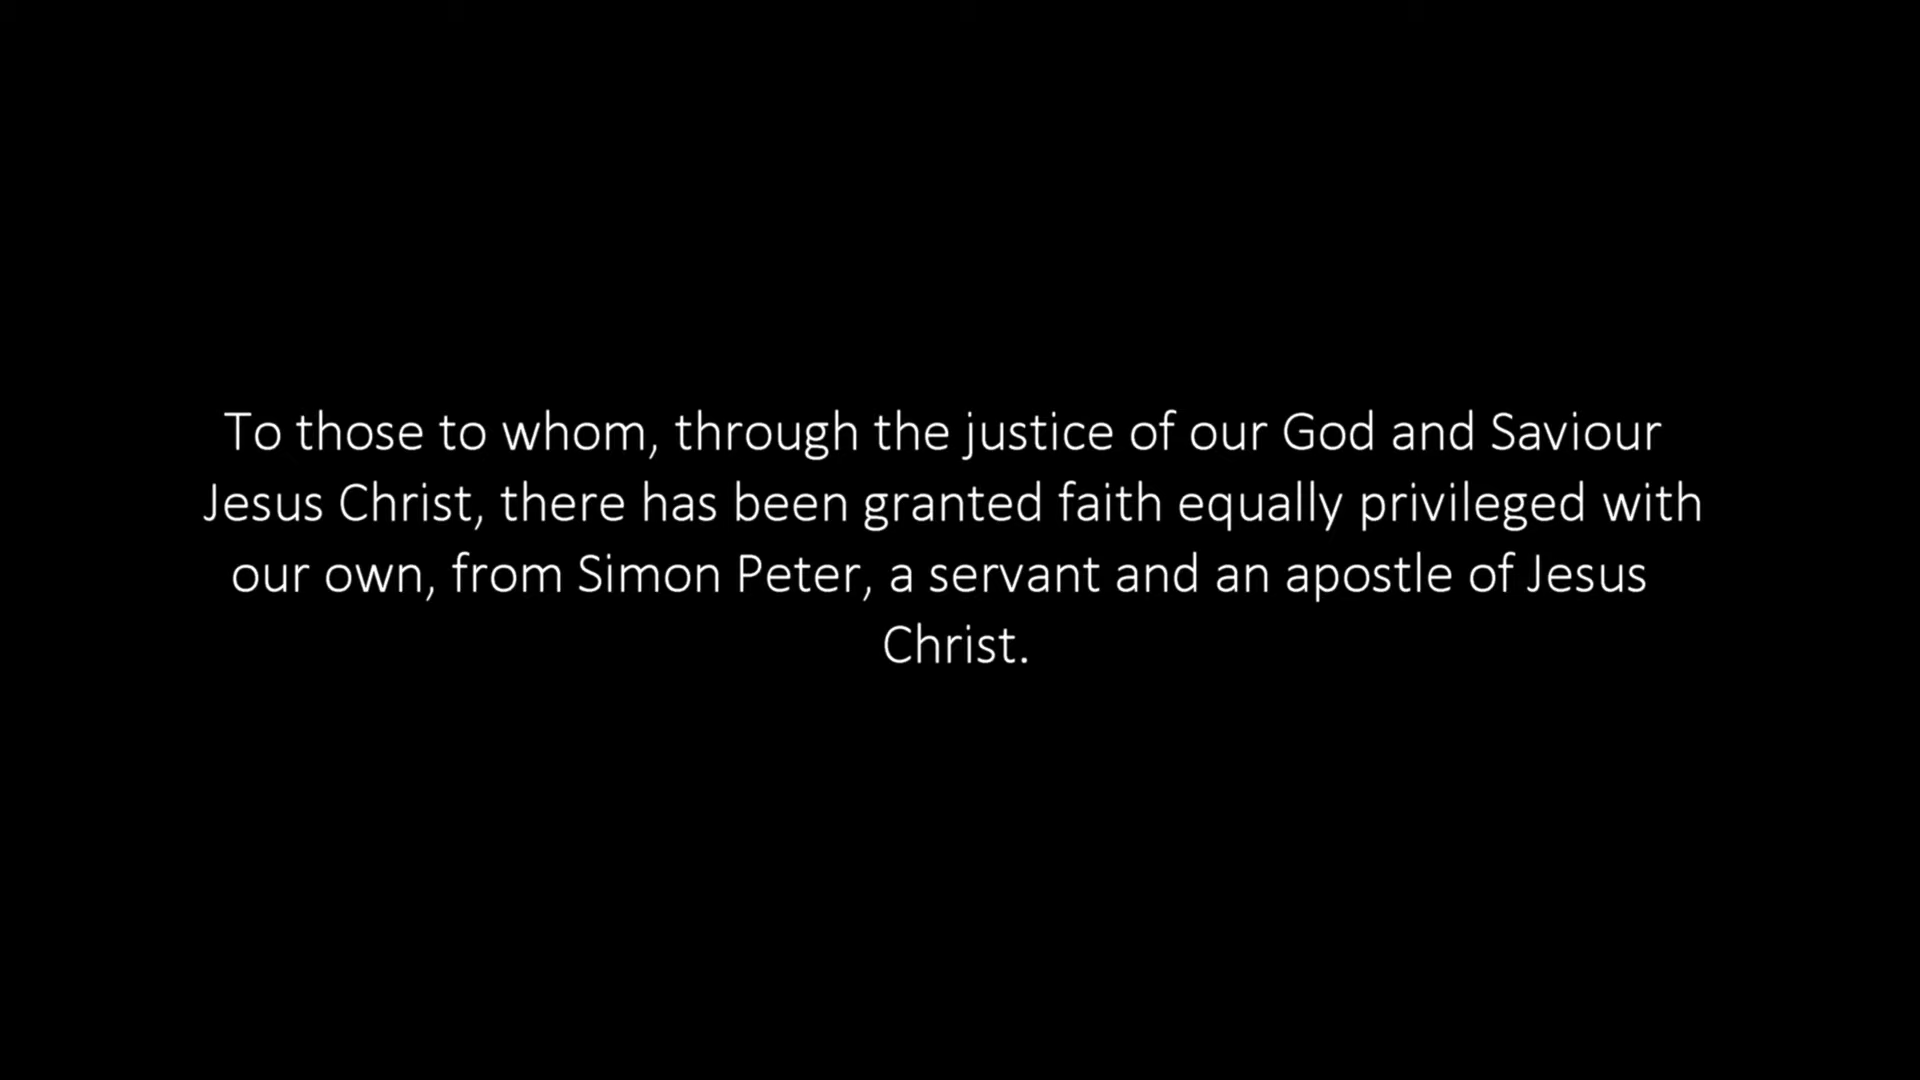 To those to whom, through the justice of our God and Saviour
Jesus Christ, there has been granted faith equally privileged with
our own, from Simon Peter, a servant and an apostle of Jesus
Christ.